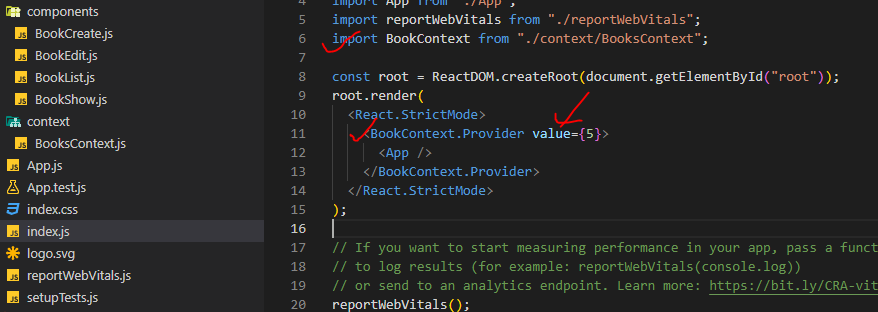 components
BookCreate.js
BookEdit.js
BookList.js
BookShow.js
context
BooksContext.js
App.js
App.test.js
index.css
index.js
logo.svg
reportWebVitals.js
setupTests.js
4 import App from "./App";
5 import reportWebVitals from "./reportWebVitals";
6 import BookContext from "./context/BooksContext";
7
8 const root = ReactDOM.createRoot(document.getElementById("root"));
9 root.render(
10 <React.StrictMode>
11 <BookContext.Provider value={5}>
12 <App />
13 </BookContext.Provider>
14 </React.StrictMode>
15 );
16
17 // If you want to start measuring performance in your app, pass a funct
18 // to log results (for example: reportWebVitals(console.log))
19 // or send to an analytics endpoint. Learn more: https://bit.ly/CRA-vit
20 reportWebVitals();